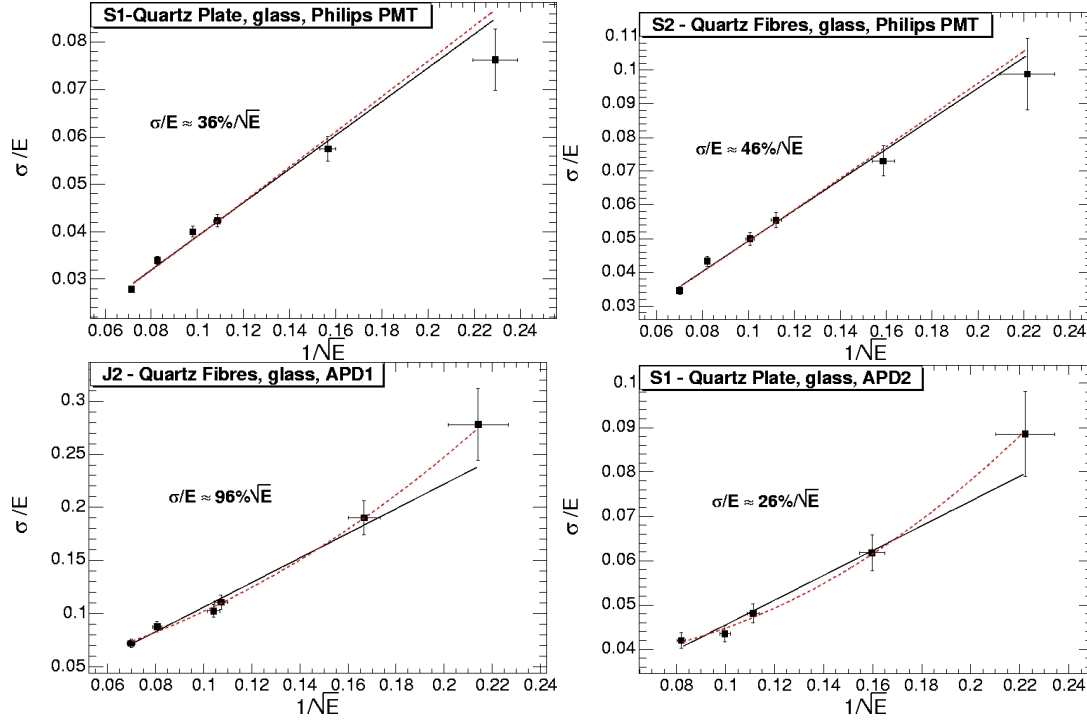 S1-Quartz Plate, glass, Philips PMT
σ/E ≈ 36%/√E
σ /E
0.08
0.07
0.06
0.05
0.04
0.03
0.06 0.08 0.1 0.12 0.14 0.16 0.18 0.2 0.22 0.24
1/√E
S2 - Quartz Fibres, glass, Philips PMT
σ/E ≈ 46%/√E
σ /E
0.11
0.1
0.09
0.08
0.07
0.06
0.05
0.04
0.03
0.06 0.08 0.1 0.12 0.14 0.16 0.18 0.2 0.22 0.24
1/√E
J2 - Quartz Fibres, glass, APD1
σ/E ≈ 96%√E
σ /E
0.3
0.25
0.2
0.15
0.1
0.05
0.06 0.08 0.1 0.12 0.14 0.16 0.18 0.2 0.22 0.24
1/√E
S1 - Quartz Plate, glass, APD2
σ/E ≈ 26%/√E
σ /E
0.1
0.09
0.08
0.07
0.06
0.05
0.04
0.08 0.1 0.12 0.14 0.16 0.18 0.2 0.22 0.24
1/√E